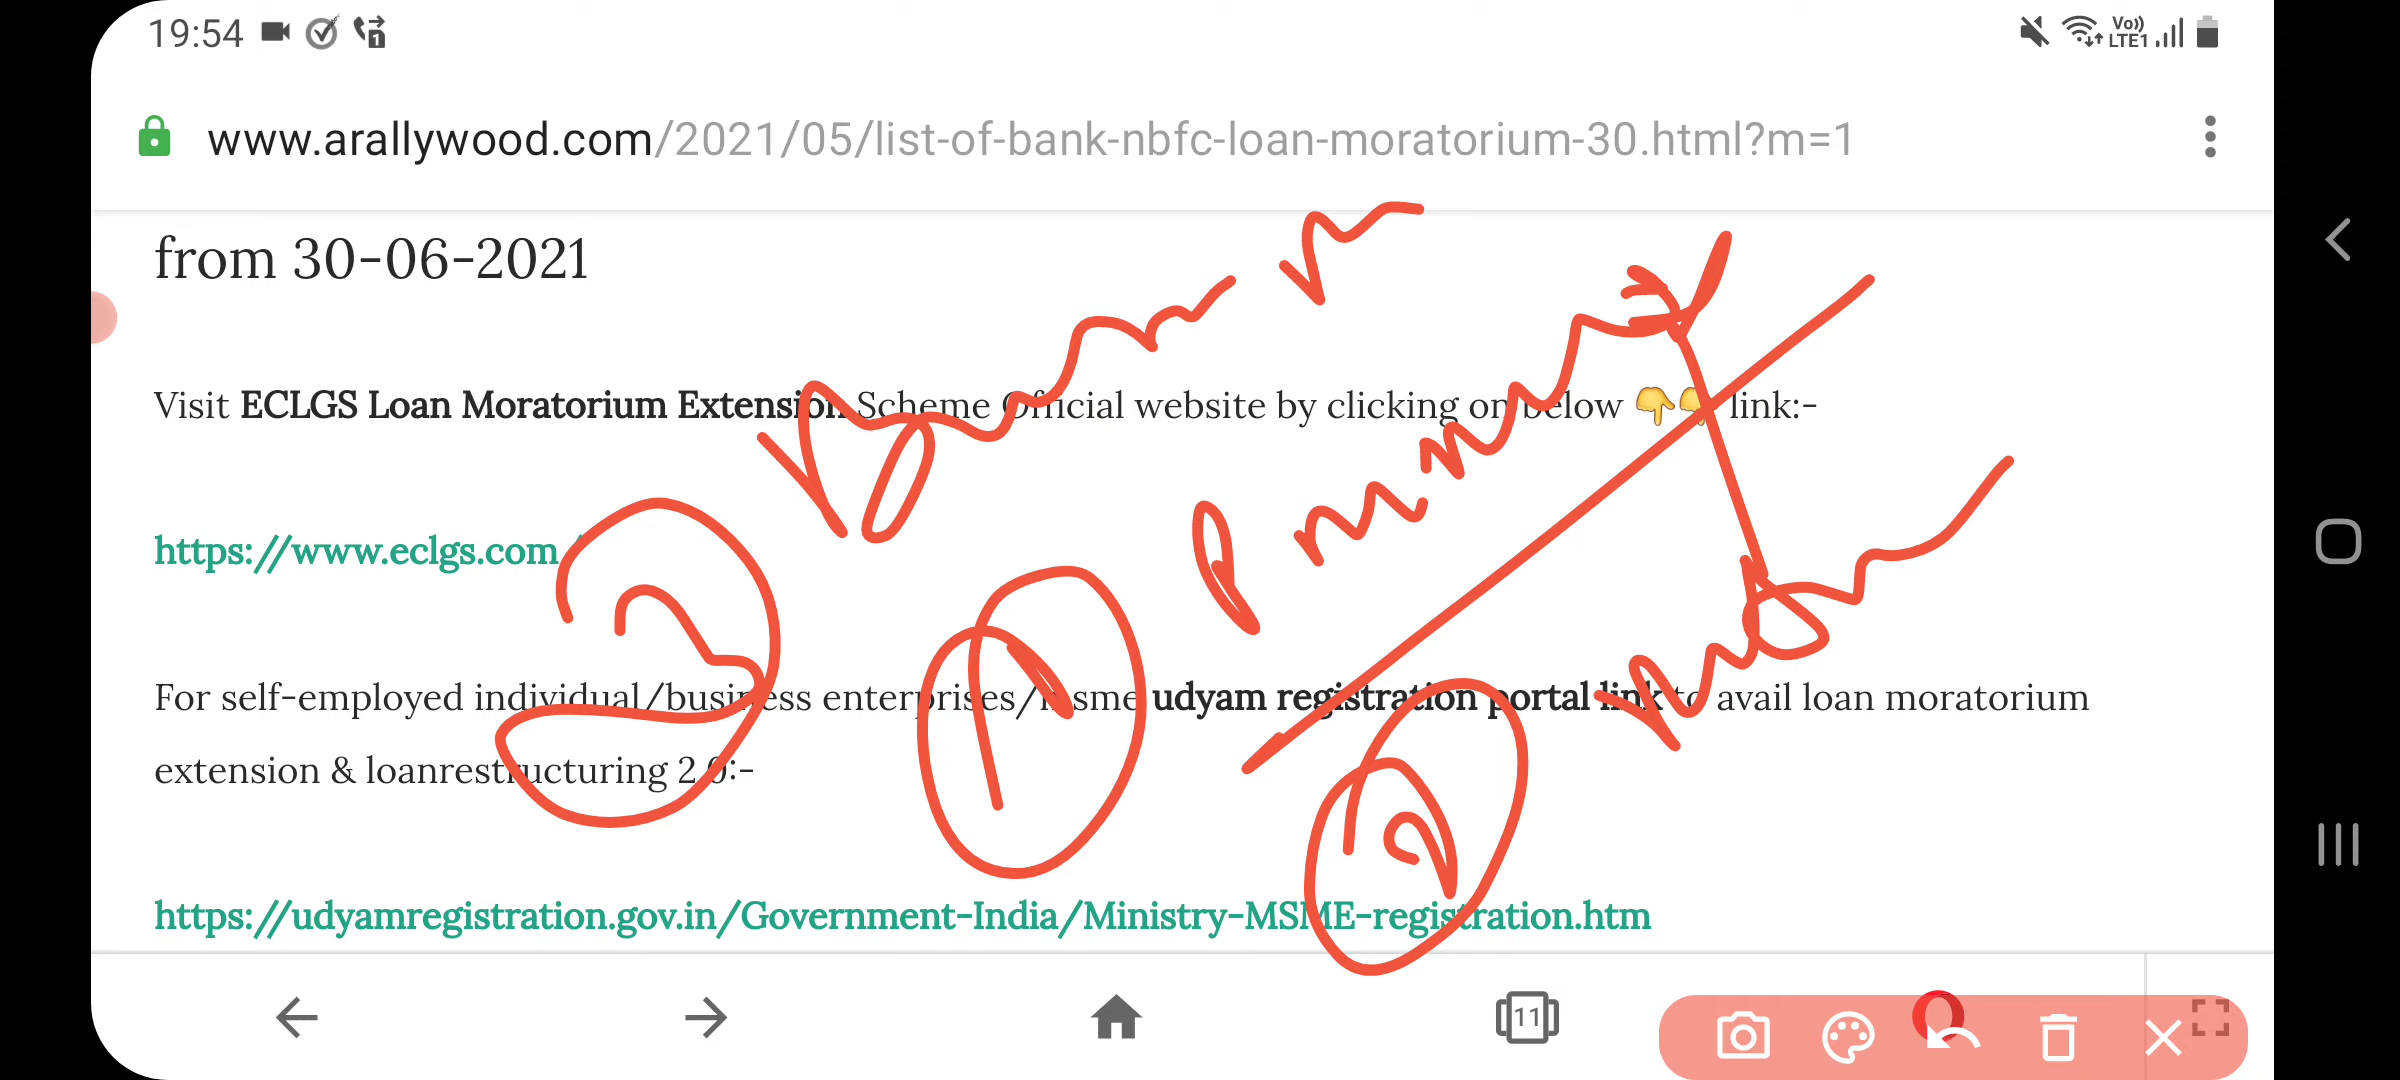 19:54
Vo)) LTE1
www.arallywood.com/2021/05/list-of-bank-nbfc-loan-moratorium-30.html?m=1
from 30-06-2021
Visit ECLGS Loan Moratorium Extension Scheme Official website by clicking on below 👇👇 link:-
https://www.eclgs.com/
For self-employed individual/business enterprises/msme udyam registration portal link to avail loan moratorium
extension & loanrestructuring 2.0:-
https://udyamregistration.gov.in/Government-India/Ministry-MSME-registration.htm
11